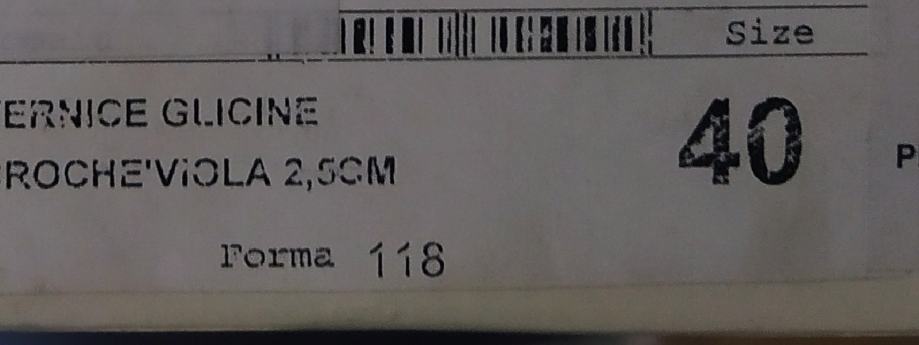 Size
ERNICE GLICINE
40
ROCHE'VIOLA 2,5CM
P
Forma 118